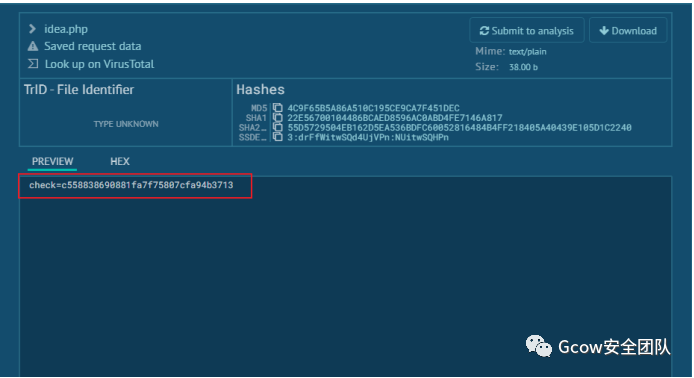 idea.php
Saved request data
Look up on VirusTotal
Submit to analysis
Download
Mime: text/plain
Size: 38.00 b
TrID - File Identifier
TYPE UNKNOWN
Hashes
MD5 4C9F65B5A86A510C195CE9CA7F451DEC
SHA1 22E56700104486BCAED8596AC0ABD4FE7146A817
SHA2... 55D5729504EB162D5EA536BDFC60052816484B4FF218405A40439E105D1C2240
SSDE... 3:drFfWitwSQd4UjVPn:NUitwSQHPn
PREVIEW
HEX
check=c558838690881fa7f75807cfa94b3713
Gcow安全团队